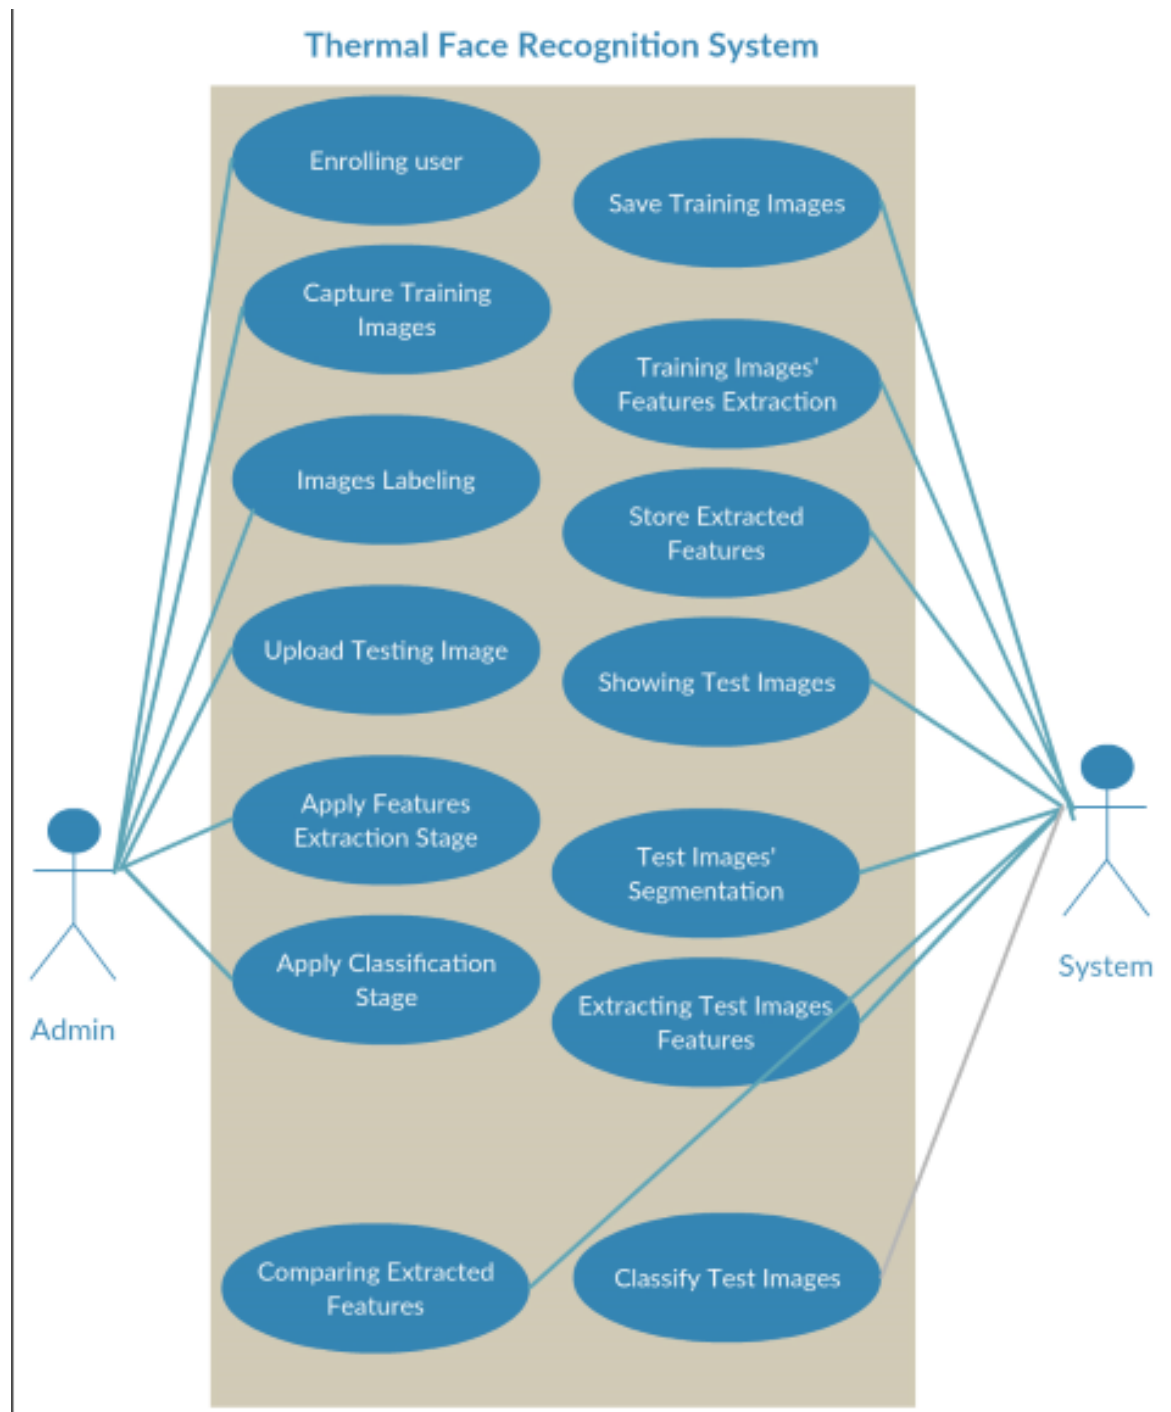 Thermal Face Recognition System
Enrolling user
Save Training Images
Capture Training
Images
Training Images'
Features Extraction
Images Labeling
Store Extracted
Features
Upload Testing Image
Showing Test Images
Apply Features
Extraction Stage
Test Images'
Segmentation
Apply Classification
Stage
Extracting Test Images
Features
Admin
System
Comparing Extracted
Features
Classify Test Images